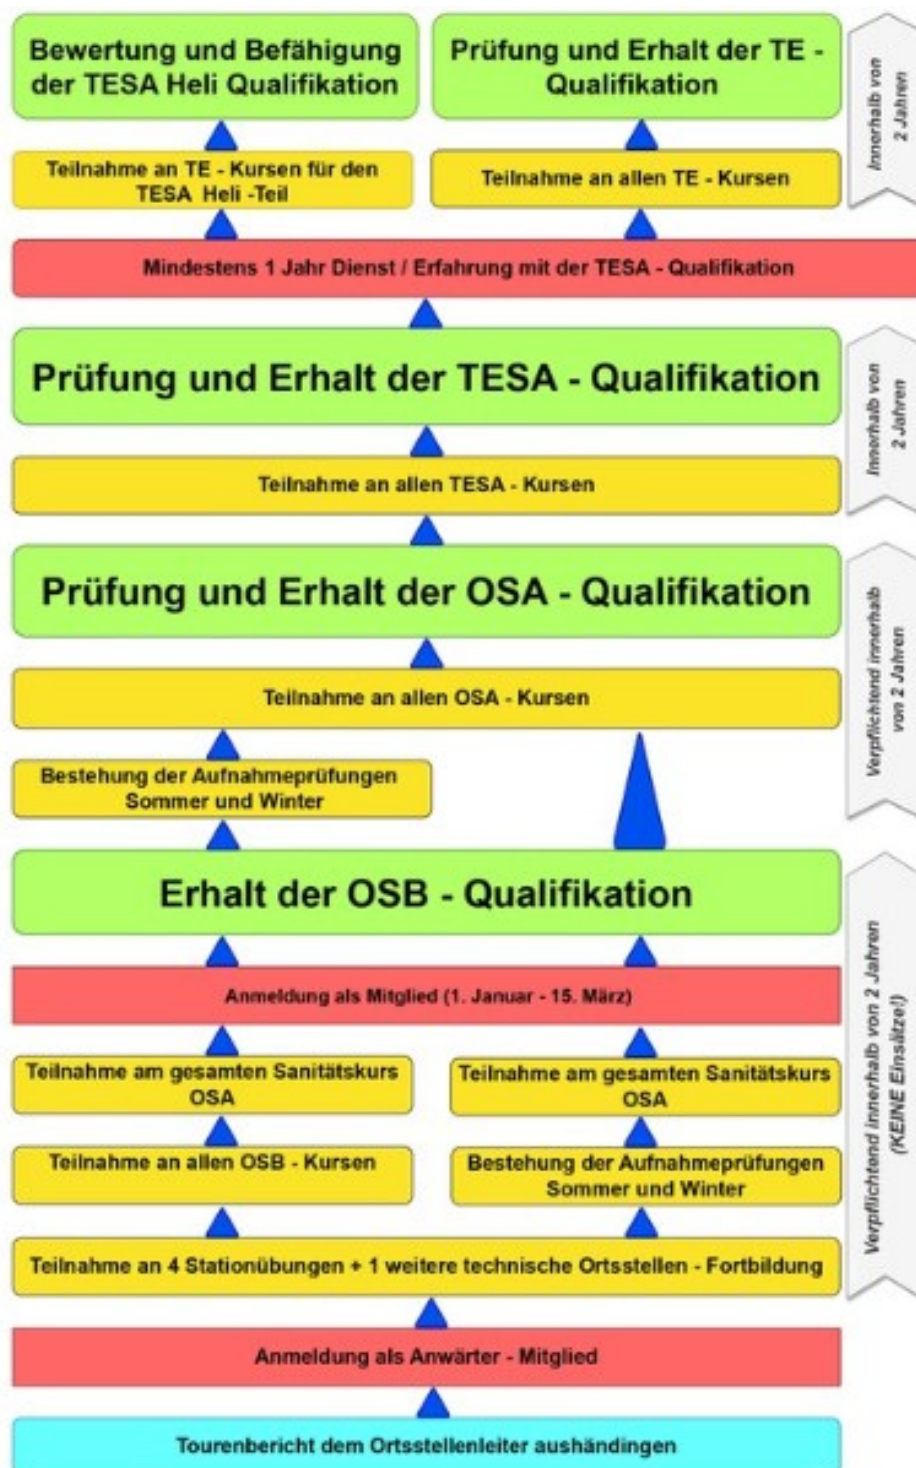 Bewertung und Befähigung
der TESA Heli Qualifikation
Prüfung und Erhalt der TE -
Qualifikation
Innerhalb von
2 Jahren
Teilnahme an TE - Kursen für den
TESA Heli -Teil
Teilnahme an allen TE - Kursen
Mindestens 1 Jahr Dienst / Erfahrung mit der TESA - Qualifikation
Prüfung und Erhalt der TESA - Qualifikation
Innerhalb von
2 Jahren
Teilnahme an allen TESA - Kursen
Prüfung und Erhalt der OSA - Qualifikation
Verpflichtend innerhalb
von 2 Jahren
Teilnahme an allen OSA - Kursen
Bestehung der Aufnahmeprüfungen
Sommer und Winter
Erhalt der OSB - Qualifikation
Verpflichtend innerhalb von 2 Jahren
(KEINE Einsätze!)
Anmeldung als Mitglied (1. Januar - 15. März)
Teilnahme am gesamten Sanitätskurs
OSA
Teilnahme am gesamten Sanitätskurs
OSA
Teilnahme an allen OSB - Kursen
Bestehung der Aufnahmeprüfungen
Sommer und Winter
Teilnahme an 4 Stationübungen + 1 weitere technische Ortsstellen - Fortbildung
Anmeldung als Anwärter - Mitglied
Tourenbericht dem Ortsstellenleiter aushändingen